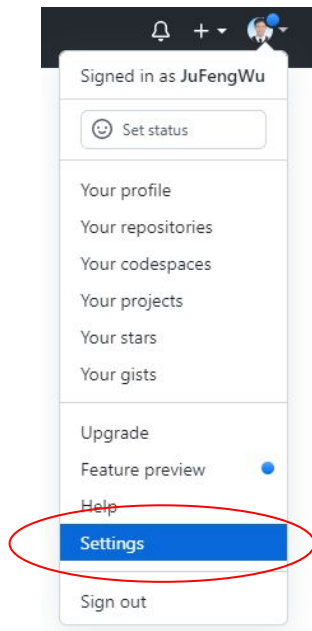 Signed in as JuFengWu
Set status
Your profile
Your repositories
Your codespaces
Your projects
Your stars
Your gists
Upgrade
Feature preview
Help
Settings
Sign out